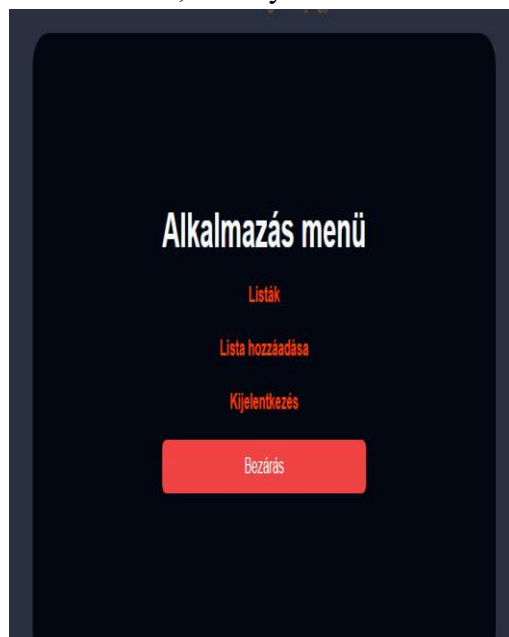 Alkalmazás menü
Listák
Lista hozzáadása
Kijelentkezés
Bezárás